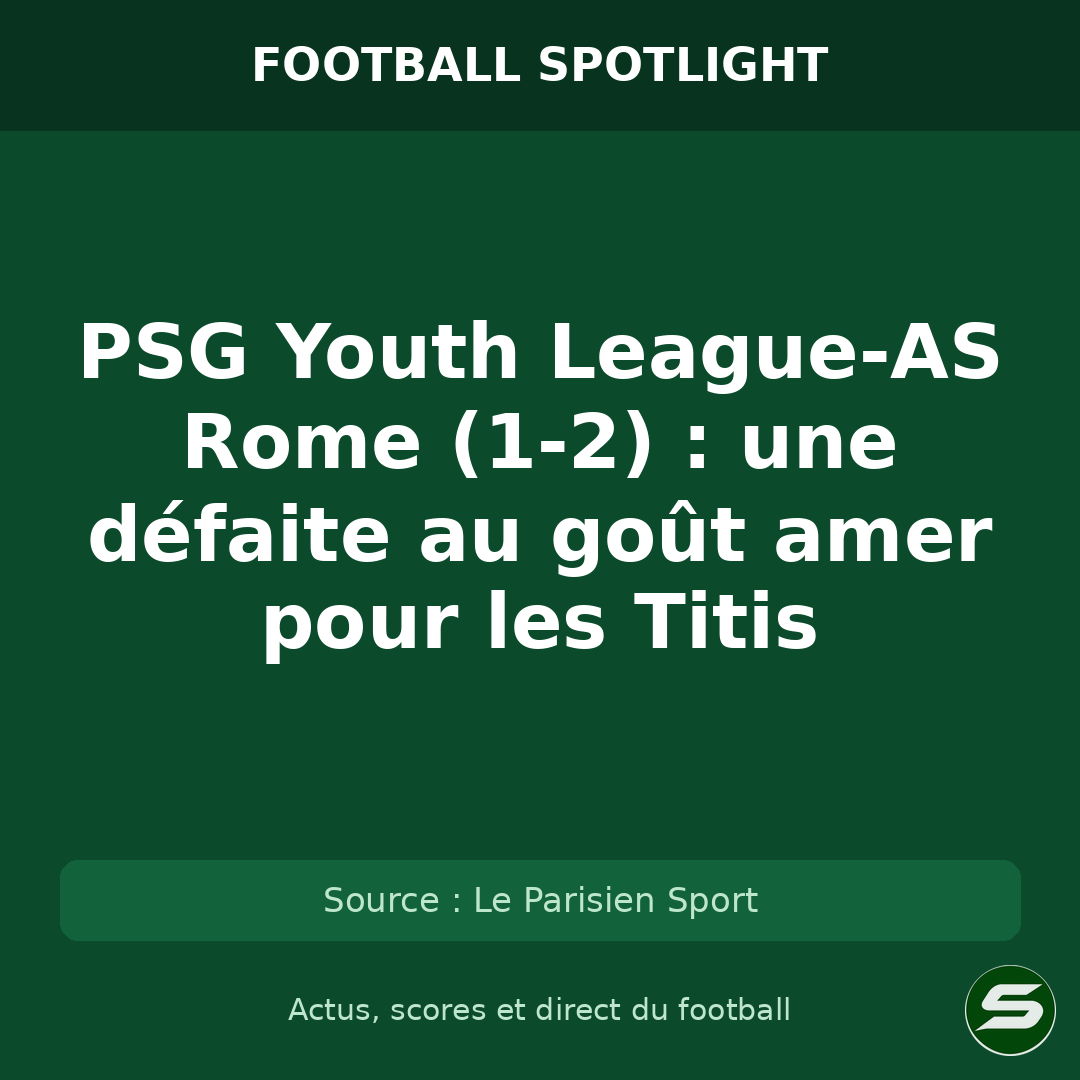 FOOTBALL SPOTLIGHT
PSG Youth League-AS
Rome (1-2) : une
défaite au goût amer
pour les Titis
Source : Le Parisien Sport
Actus, scores et direct du football
S